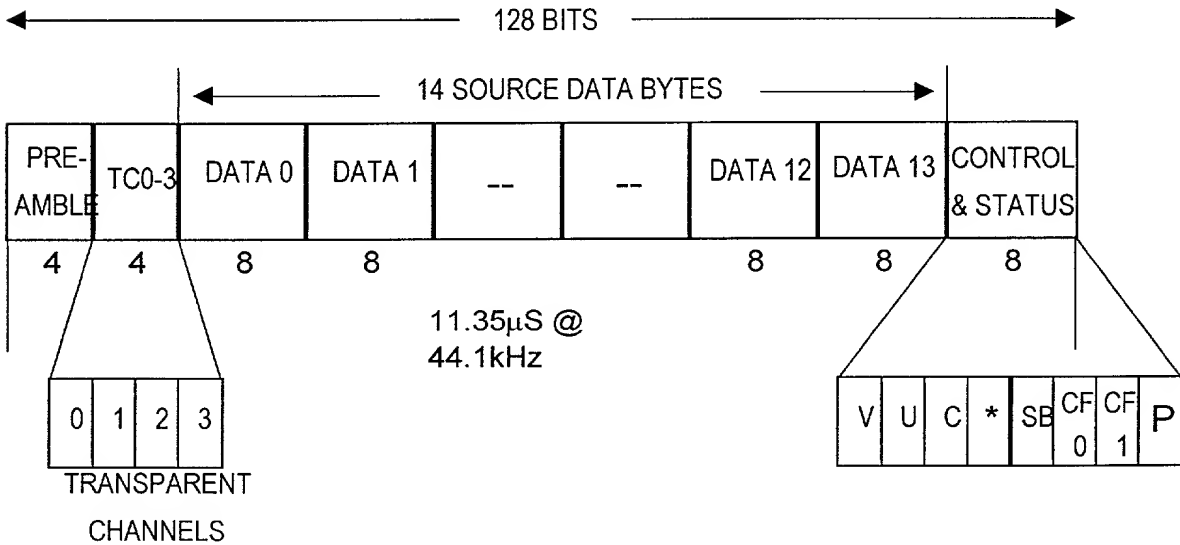 128 BITS
14 SOURCE DATA BYTES
PRE-
AMBLE
TC0-3
DATA 0
DATA 1
--
--
DATA 12
DATA 13
CONTROL
& STATUS
4
4
8
8
8
8
8
11.35μS @
44.1kHz
0
1
2
3
TRANSPARENT
CHANNELS
V
U
C
*
SB
CF
0
CF
1
P